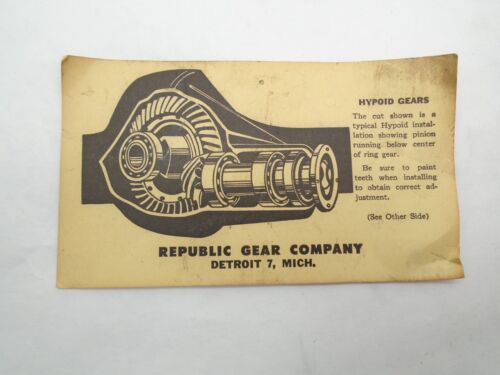 HYPOID GEARS
The cut shown is a
typical Hypoid instal-
lation showing pinion
running below center
of ring gear.
Be sure to paint
teeth when installing
to obtain correct ad-
justment.
(See Other Side)
REPUBLIC GEAR COMPANY
DETROIT 7, MICH.